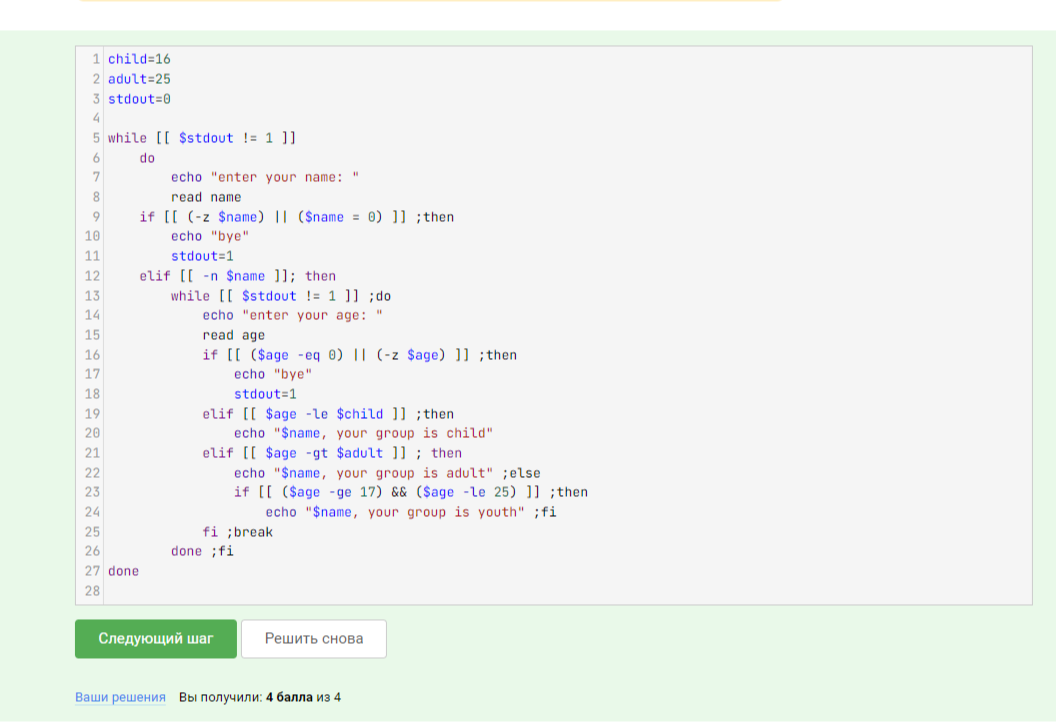 1 child=16
2 adult=25
3 stdout=0
4
5 while [[ $stdout != 1 ]]
6     do
7         echo "enter your name: "
8         read name
9     if [[ (-z $name) || ($name = 0) ]] ;then
10         echo "bye"
11         stdout=1
12     elif [[ -n $name ]]; then
13         while [[ $stdout != 1 ]] ;do
14             echo "enter your age: "
15             read age
16             if [[ ($age -eq 0) || (-z $age) ]] ;then
17                 echo "bye"
18                 stdout=1
19             elif [[ $age -le $child ]] ;then
20                 echo "$name, your group is child"
21             elif [[ $age -gt $adult ]] ; then
22                 echo "$name, your group is adult" ;else
23                 if [[ ($age -ge 17) && ($age -le 25) ]] ;then
24                     echo "$name, your group is youth" ;fi
25             fi ;break
26         done ;fi
27 done
28
Следующий шаг Решить снова
Ваши решения Вы получили: 4 балла из 4